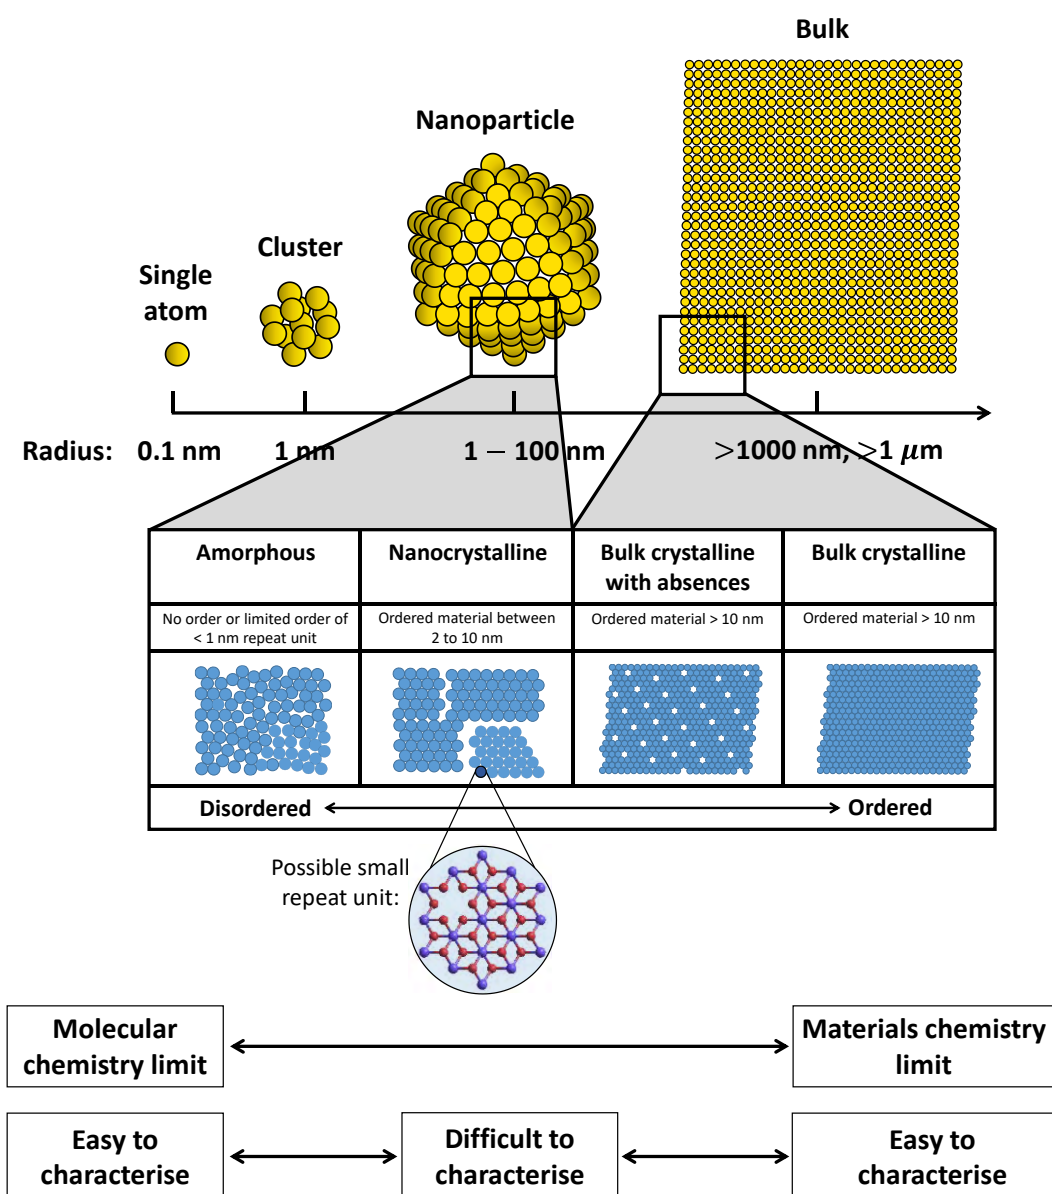 Bulk
Nanoparticle
Cluster
Single
atom
Radius: 0.1 nm 1 nm 1 − 100 nm >1000 nm, >1 𝝁m
Amorphous
Nanocrystalline
Bulk crystalline
with absences
Bulk crystalline
No order or limited order of
< 1 nm repeat unit
Ordered material between
2 to 10 nm
Ordered material > 10 nm
Ordered material > 10 nm
Disordered
Ordered
Possible small
repeat unit:
Molecular
chemistry limit
Materials chemistry
limit
Easy to
characterise
Difficult to
characterise
Easy to
characterise